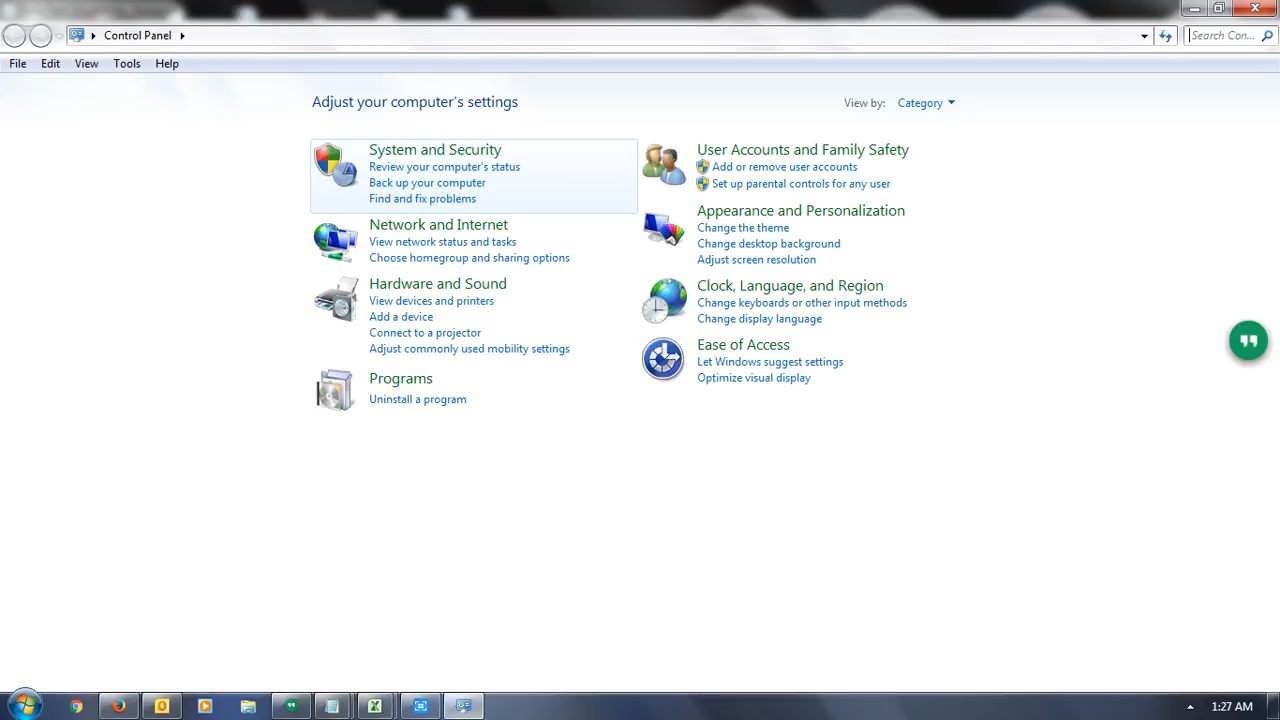 Control Panel
Search Con...
File Edit View Tools Help
Adjust your computer's settings
View by: Category
System and Security
Review your computer's status
Back up your computer
Find and fix problems
Network and Internet
View network status and tasks
Choose homegroup and sharing options
Hardware and Sound
View devices and printers
Add a device
Connect to a projector
Adjust commonly used mobility settings
Programs
Uninstall a program
User Accounts and Family Safety
Add or remove user accounts
Set up parental controls for any user
Appearance and Personalization
Change the theme
Change desktop background
Adjust screen resolution
Clock, Language, and Region
Change keyboards or other input methods
Change display language
Ease of Access
Let Windows suggest settings
Optimize visual display
1:27 AM